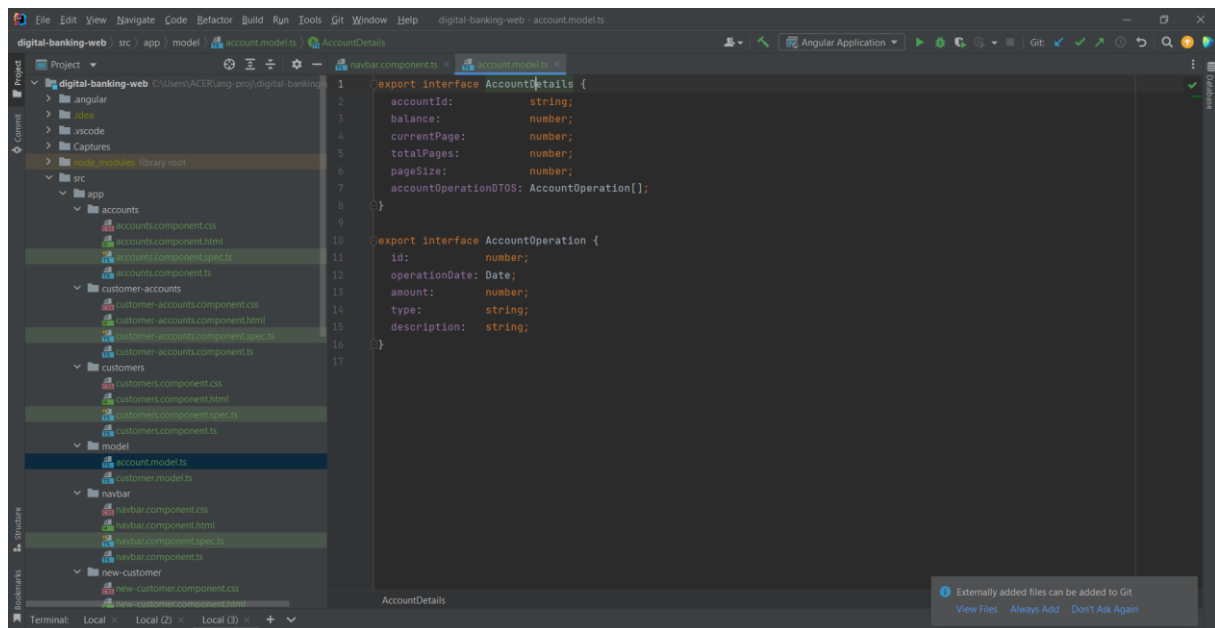 File Edit View Navigate Code Refactor Build Run Tools Git Window Help digital-banking-web - account.model.ts
digital-banking-web src app model account.model.ts AccountDetails
Angular Application Git:
Project
navbar.component.ts account.model.ts
Project
Commit
Structure
Bookmarks
Database
digital-banking-web C:\Users\ACER\ang-proj\digital-banking
.angular
.idea
.vscode
Captures
node_modules library root
src
app
accounts
accounts.component.css
accounts.component.html
accounts.component.spec.ts
accounts.component.ts
customer-accounts
customer-accounts.component.css
customer-accounts.component.html
customer-accounts.component.spec.ts
customer-accounts.component.ts
customers
customers.component.css
customers.component.html
customers.component.spec.ts
customers.component.ts
model
account.model.ts
customer.model.ts
navbar
navbar.component.css
navbar.component.html
navbar.component.spec.ts
navbar.component.ts
new-customer
new-customer.component.css
new-customer.component.html
1 export interface AccountDetails {
2 accountId: string;
3 balance: number;
4 currentPage: number;
5 totalPages: number;
6 pageSize: number;
7 accountOperationDTOS: AccountOperation[];
8 }
9
10 export interface AccountOperation {
11 id: number;
12 operationDate: Date;
13 amount: number;
14 type: string;
15 description: string;
16 }
17
AccountDetails
Externally added files can be added to Git
View Files Always Add Don't Ask Again
Terminal: Local Local (2) Local (3)